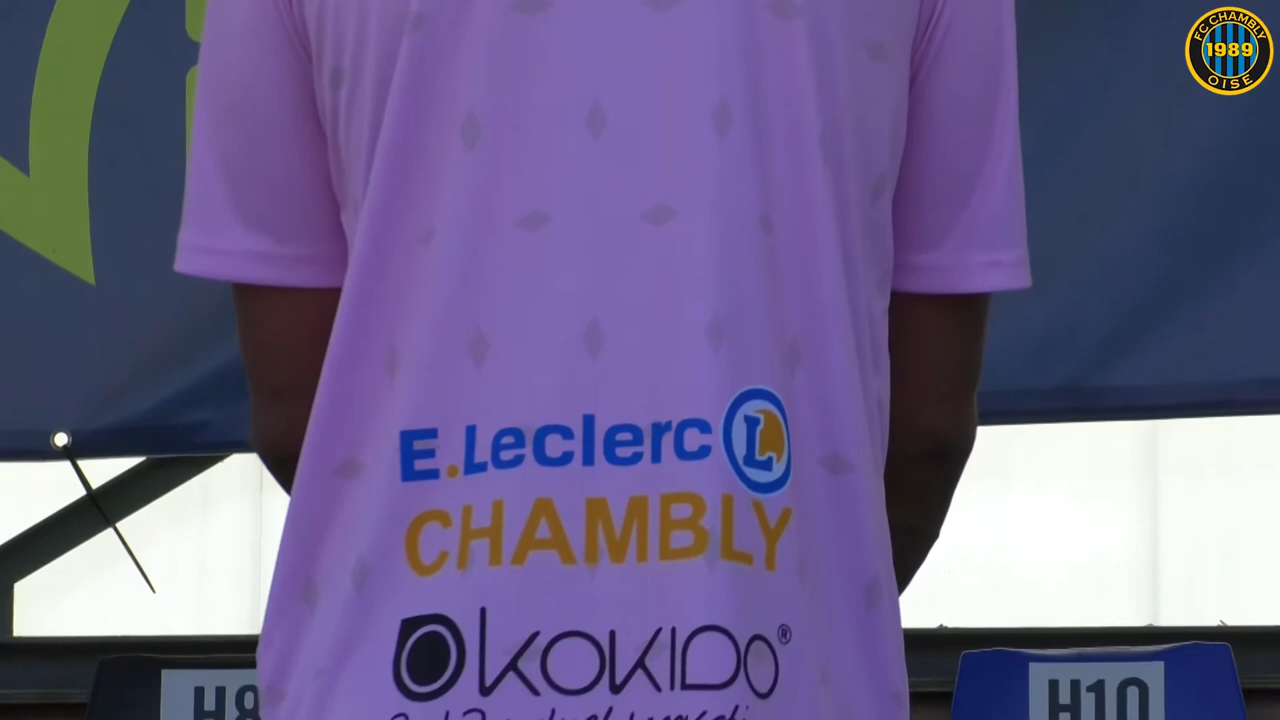 FC CHAMBLY
1989
OISE
E.Leclerc L
CHAMBLY
KOKIDO®
H8
H10